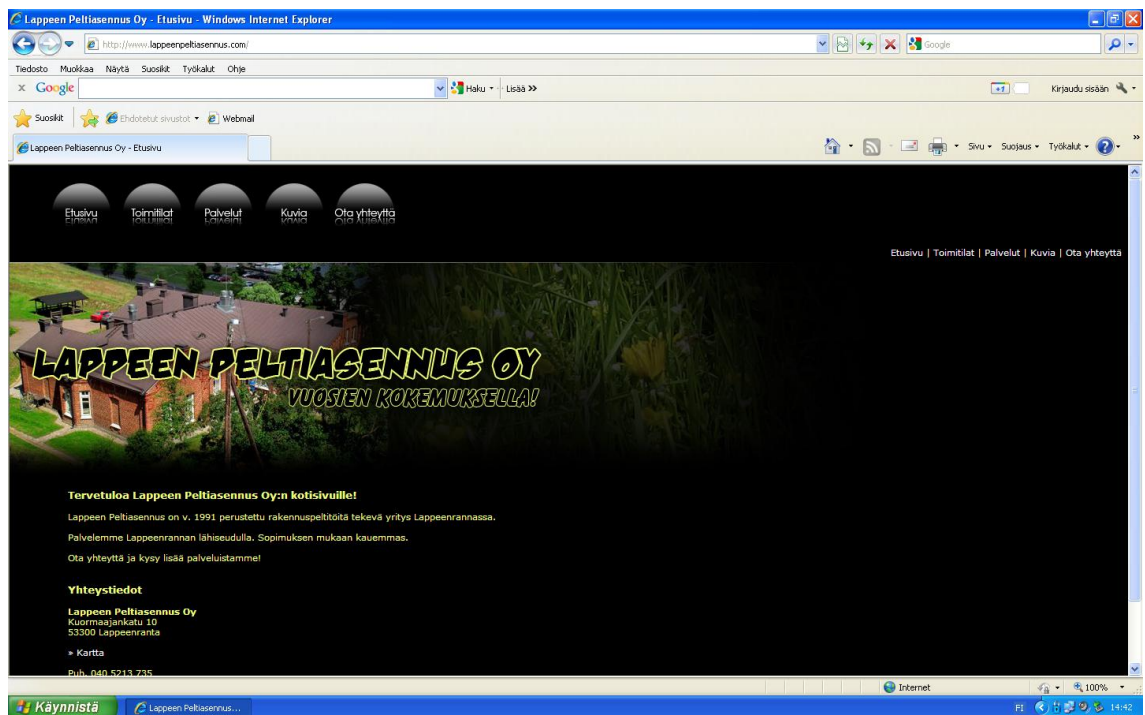 Lappeen Peltiasennus Oy - Etusivu - Windows Internet Explorer
http://www.lappeenpeltiasennus.com/
Google
Tiedosto Muokkaa Näytä Suosikit Työkalut Ohje
x Google Haku Lisää >> +1 Kirjaudu sisään
Suosikit Ehdotetut sivustot Webmail
Lappeen Peltiasennus Oy - Etusivu
Sivu Suojaus Työkalut
Etusivu Toimitilat Palvelut Kuvia Ota yhteyttä
Etusivu | Toimitilat | Palvelut | Kuvia | Ota yhteyttä
LAPPEEN PELTIASENNUS OY
VUOSIEN KOKEMUKSELLA!
Tervetuloa Lappeen Peltiasennus Oy:n kotisivuille!
Lappeen Peltiasennus on v. 1991 perustettu rakennuspeltitöitä tekevä yritys Lappeenrannassa.
Palvelemme Lappeenrannan lähiseudulla. Sopimuksen mukaan kauemmas.
Ota yhteyttä ja kysy lisää palveluistamme!
Yhteystiedot
Lappeen Peltiasennus Oy
Kuormaajankatu 10
53300 Lappeenranta
» Kartta
Puh. 040 5213 735
Internet 100%
Käynnistä Lappeen Peltiasennus... FI 14:42